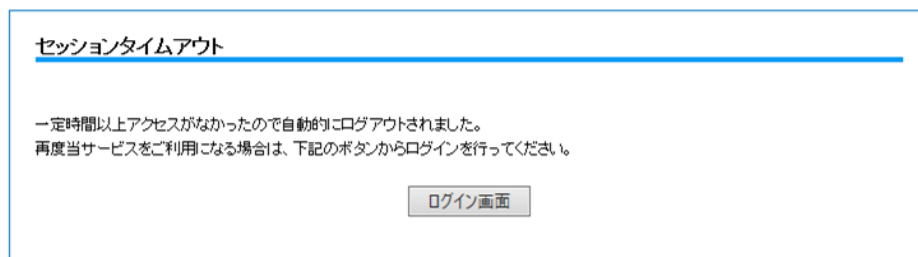 セッションタイムアウト
一定時間以上アクセスがなかったので自動的にログアウトされました。
再度当サービスをご利用になる場合は、下記のボタンからログインを行ってください。
ログイン画面